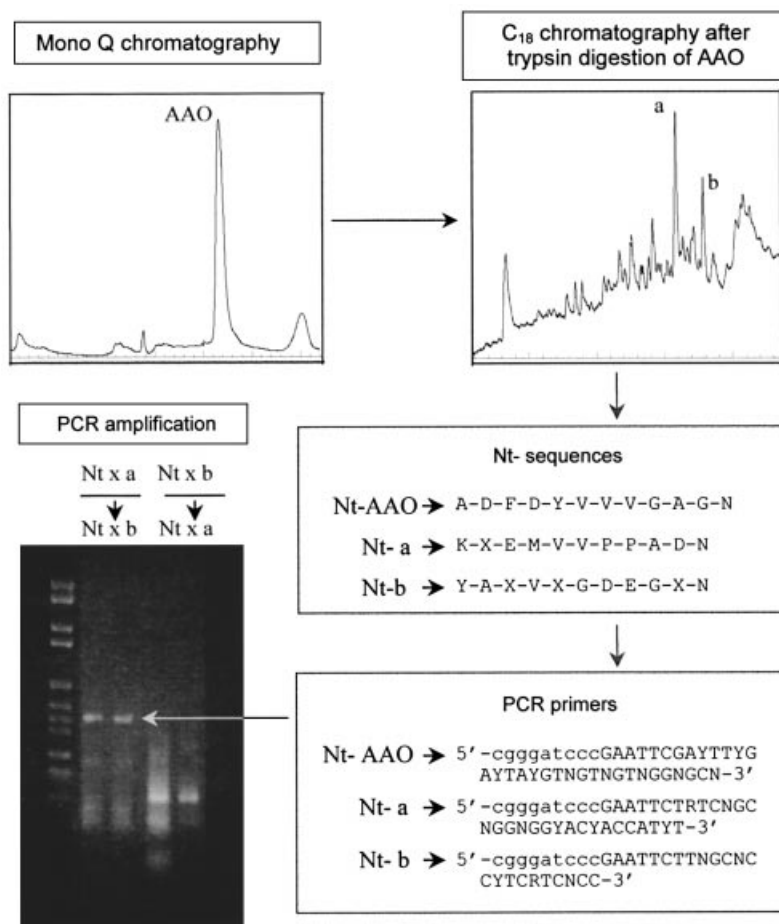 Mono Q chromatography
C₁₈ chromatography after
trypsin digestion of AAO
AAO
a
b
PCR amplification
Nt x a Nt x b
Nt x b Nt x a
Nt- sequences
Nt-AAO → A-D-F-D-Y-V-V-V-G-A-G-N
Nt- a → K-X-E-M-V-V-P-P-A-D-N
Nt-b → Y-A-X-V-X-G-D-E-G-X-N
PCR primers
Nt- AAO → 5′-cgggatcccGAATTCGAYTTYG
AYTAYGTNGTNGTNGGNGCN-3′
Nt- a → 5′-cgggatcccGAATTCTRTCNGC
NGGNGGYACYACCATYT-3′
Nt- b → 5′-cgggatcccGAATTCTTNGCNC
CYTCRTCNCC-3′